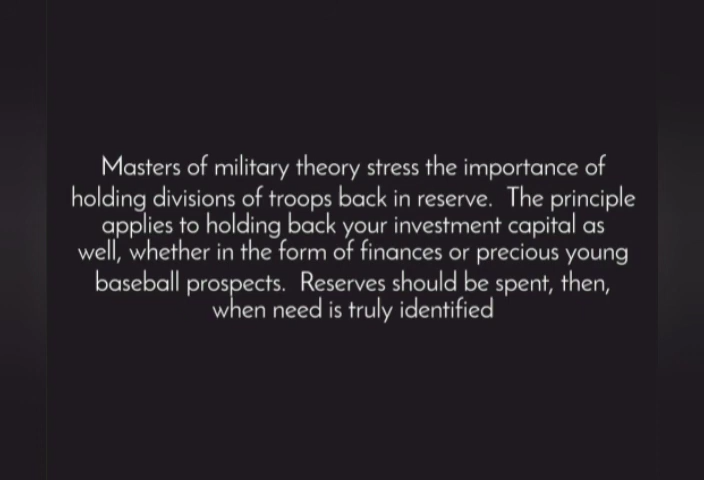 Masters of military theory stress the importance of
holding divisions of troops back in reserve.  The principle
applies to holding back your investment capital as
well, whether in the form of finances or precious young
baseball prospects.  Reserves should be spent, then,
when need is truly identified